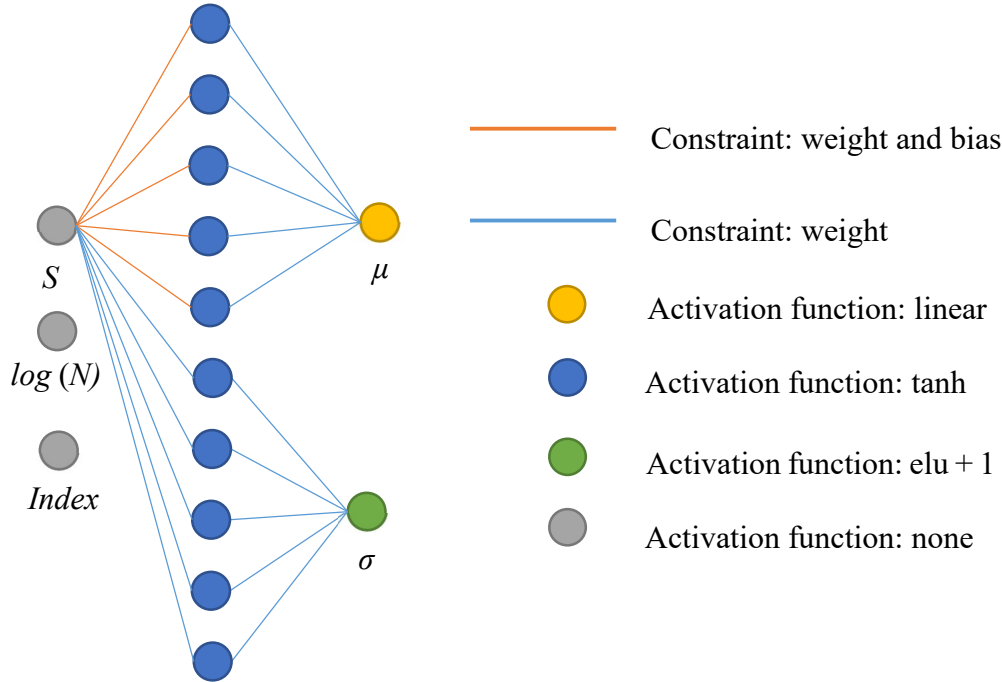 S
log (N)
Index
μ
σ
Constraint: weight and bias
Constraint: weight
Activation function: linear
Activation function: tanh
Activation function: elu + 1
Activation function: none